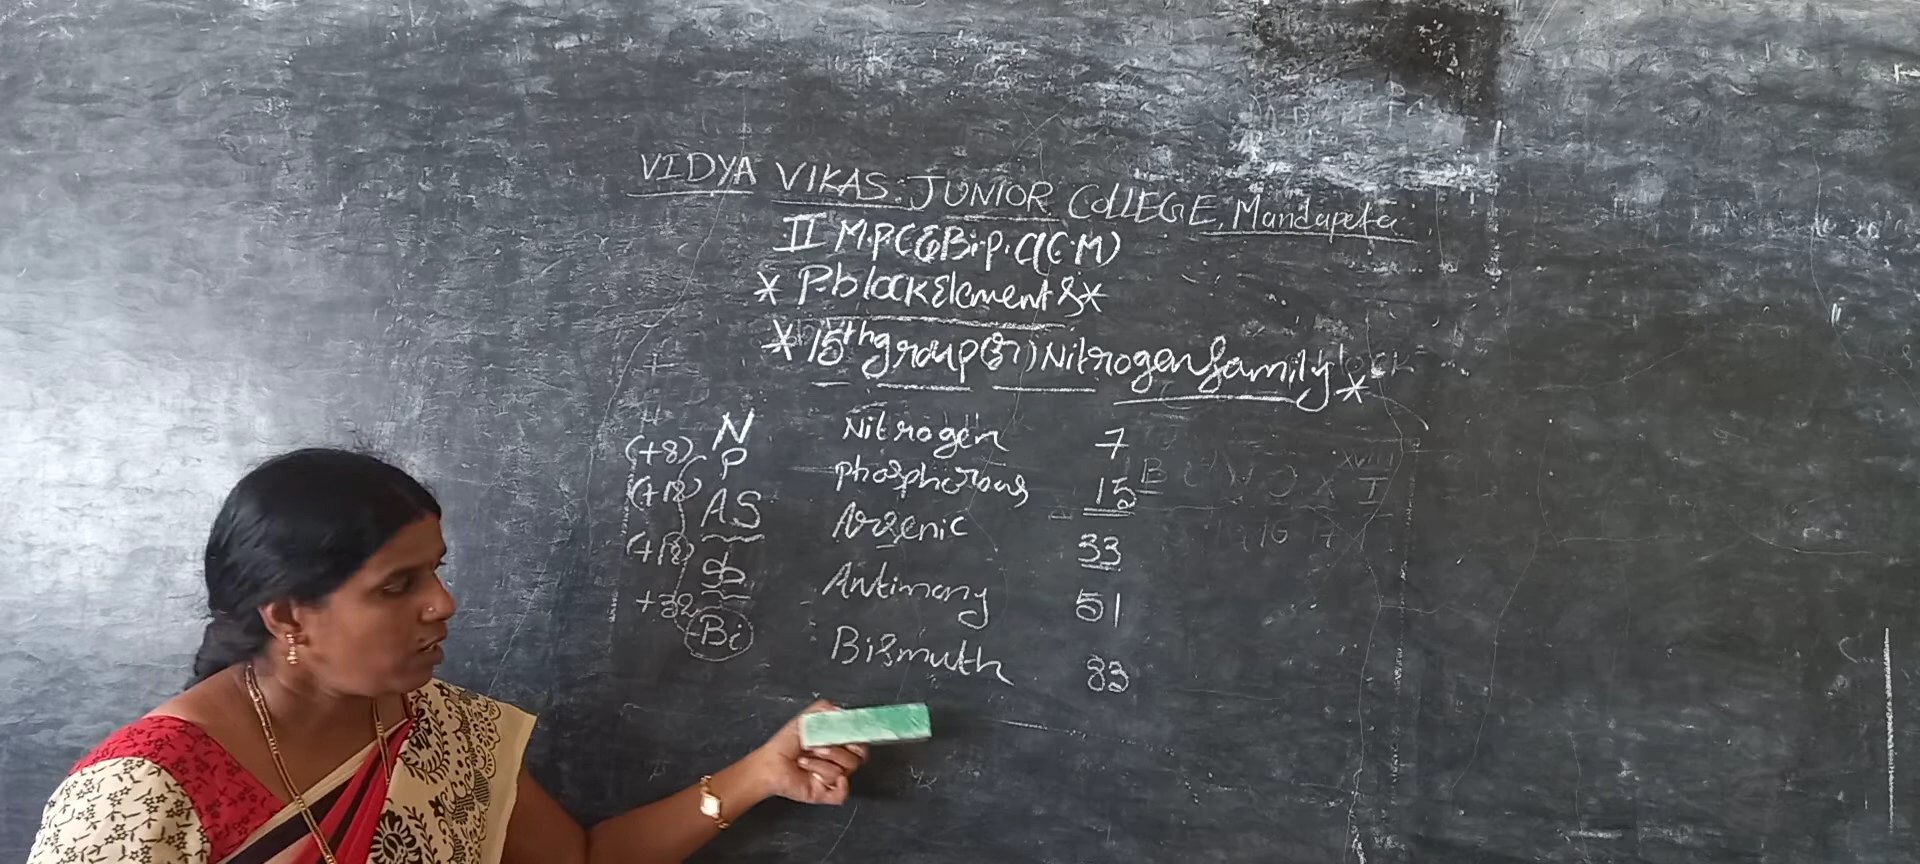 VIDYA VIKAS JUNIOR COLLEGE, Mandapeta
II M.P.C & Bi.P.C (C.M)
* P-block Elements *
* 15th group (or) Nitrogen family *
N Nitrogen 7
(+8) P phosphorous 15
(+18) AS Arsenic 33
(+18) Sb Antimony 51
+32 Bi Bismuth 83